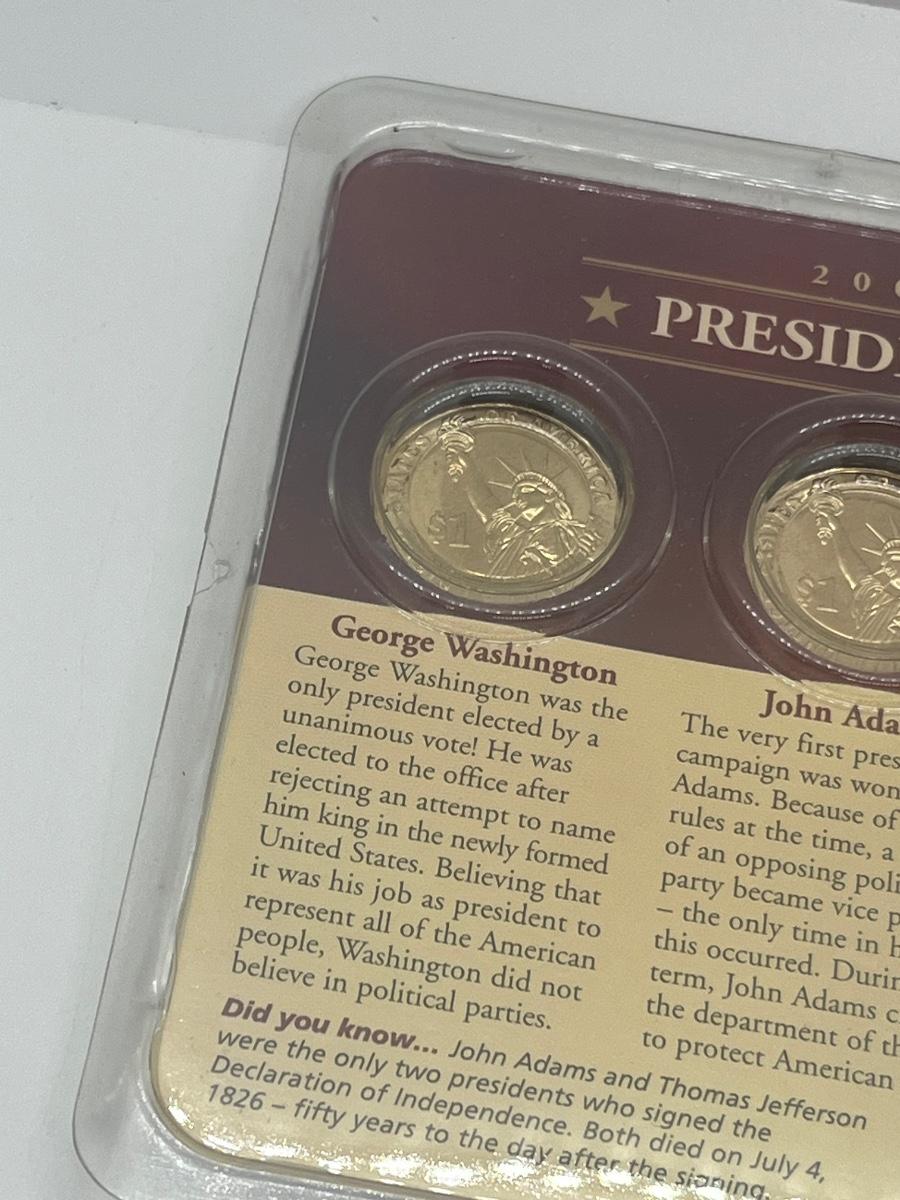 20
PRESID
STATES OF AMERICA
$1
$1
George Washington
George Washington was the
only president elected by a
unanimous vote! He was
elected to the office after
rejecting an attempt to name
him king in the newly formed
United States. Believing that
it was his job as president to
represent all of the American
people, Washington did not
believe in political parties.
John Ada
The very first pres
campaign was won
Adams. Because of
rules at the time, a
of an opposing poli
party became vice p
– the only time in h
this occurred. Durin
term, John Adams c
the department of th
to protect American
Did you know... John Adams and Thomas Jefferson
were the only two presidents who signed the
Declaration of Independence. Both died on July 4,
1826 – fifty years to the day after the signing.